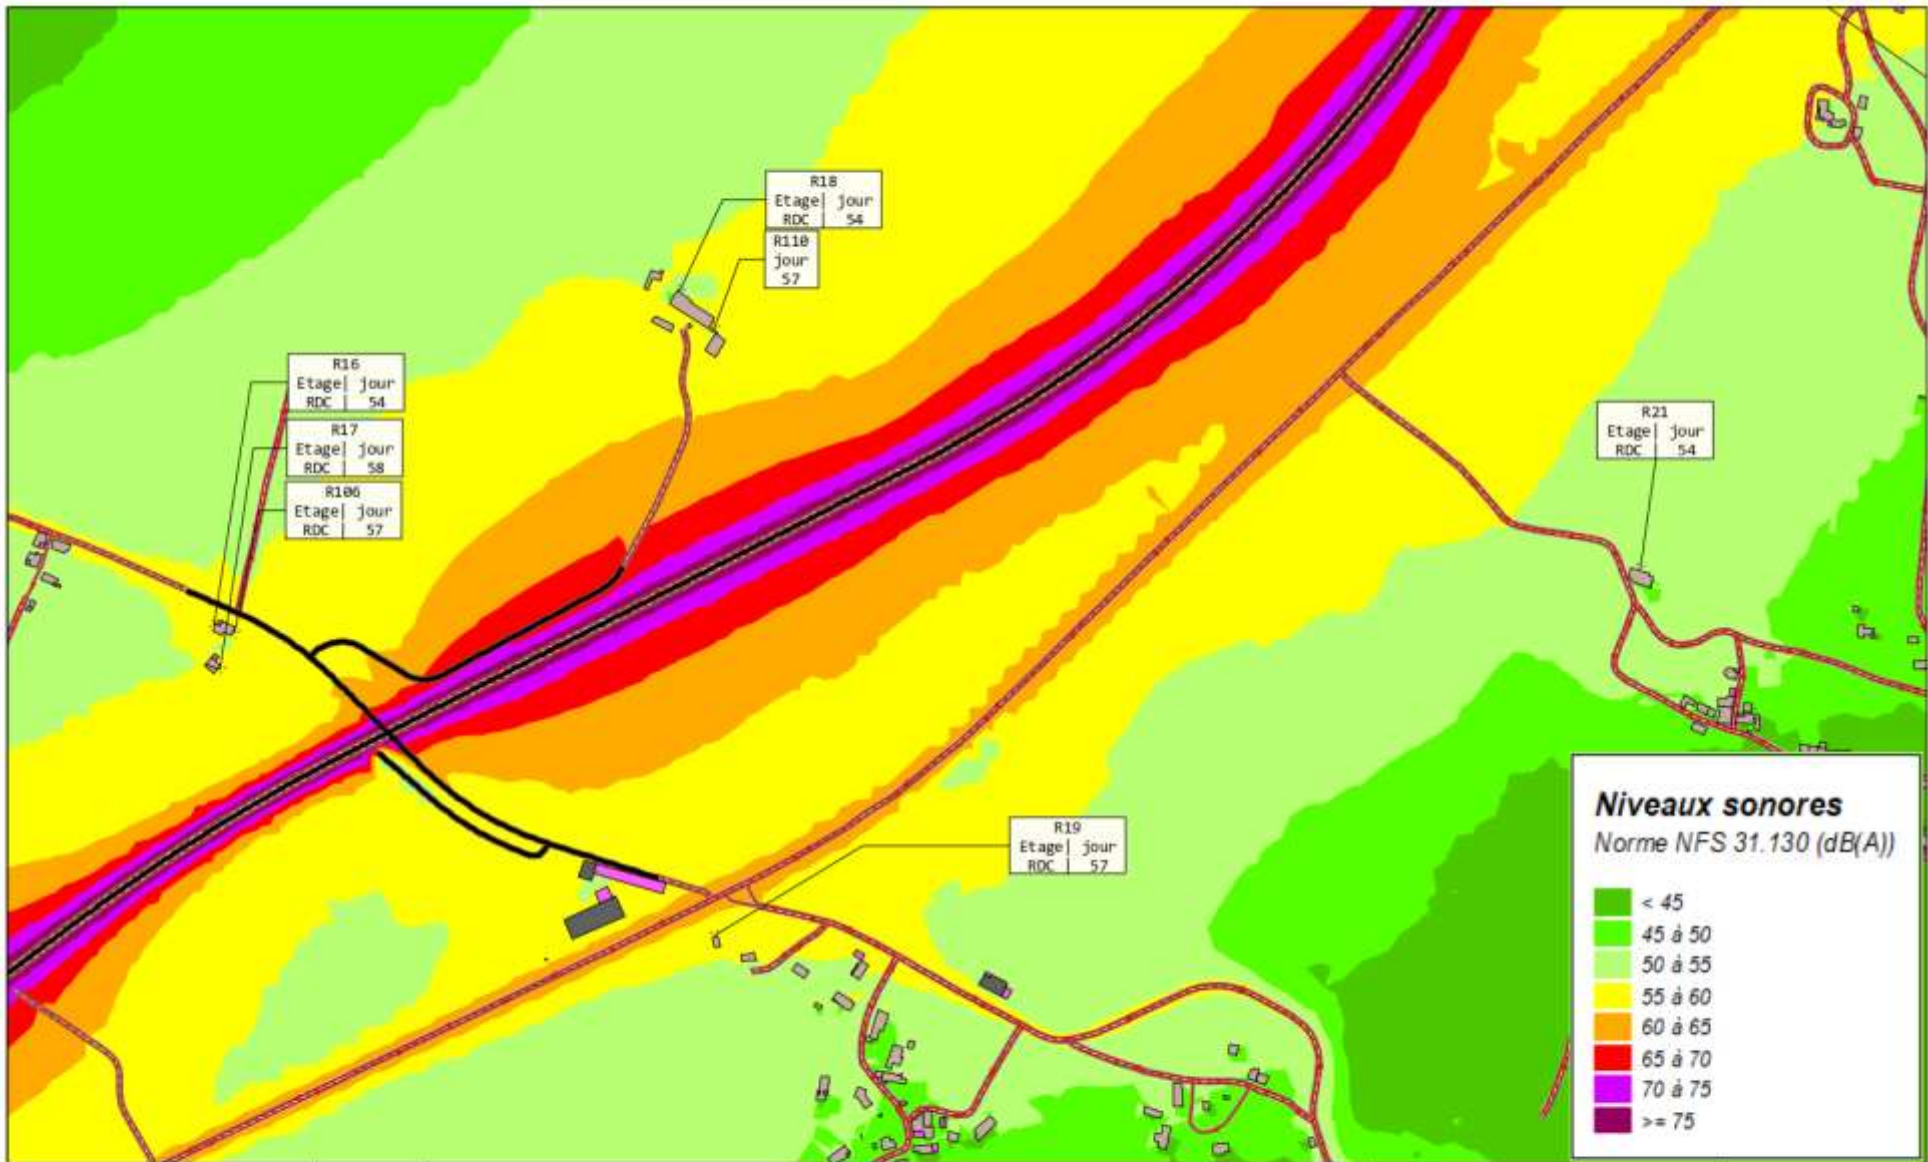 R18
Etage| jour
RDC | 54
R110
jour
57
R16
Etage| jour
RDC | 54
R17
Etage| jour
RDC | 58
R106
Etage| jour
RDC | 57
R21
Etage| jour
RDC | 54
R19
Etage| jour
RDC | 57
Niveaux sonores
Norme NFS 31.130 (dB(A))
< 45
45 à 50
50 à 55
55 à 60
60 à 65
65 à 70
70 à 75
>= 75